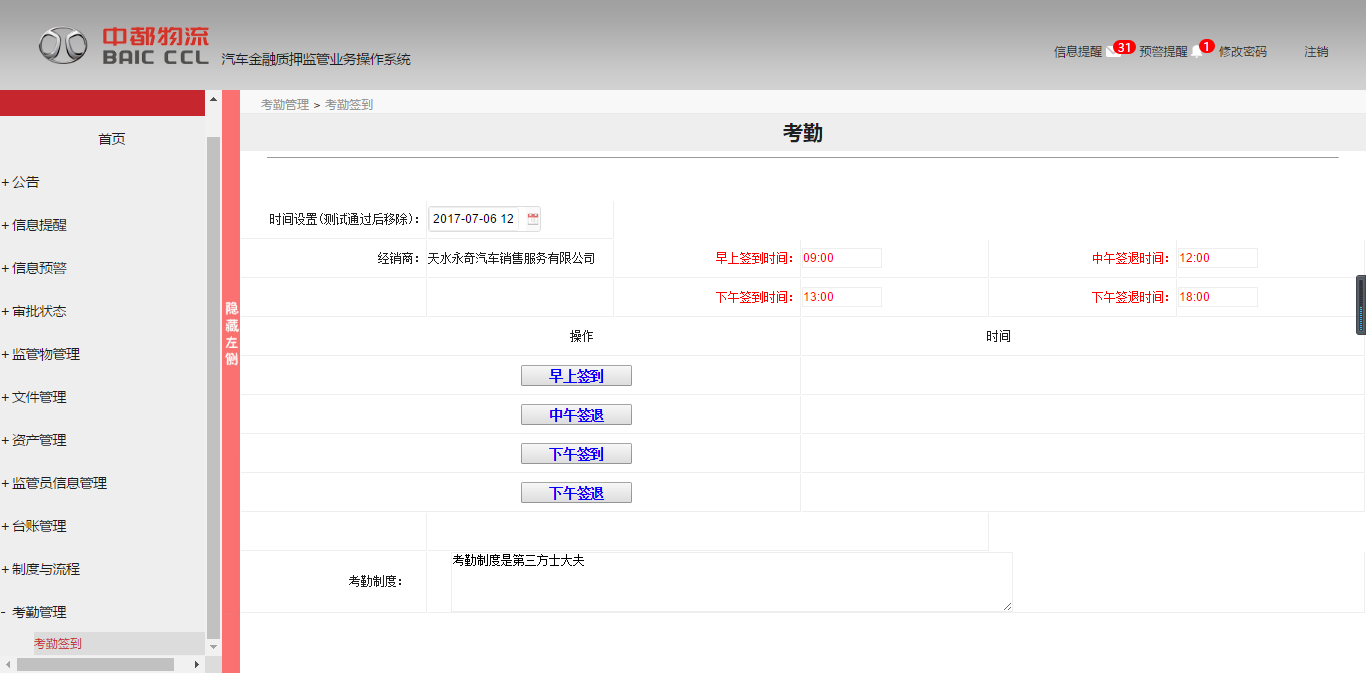 中都物流
BAIC CCL
汽车金融质押监管业务操作系统
信息提醒 31 预警提醒 1 修改密码 注销
首页
+ 公告
+ 信息提醒
+ 信息预警
+ 审批状态
+ 监管物管理
+ 文件管理
+ 资产管理
+ 监管员信息管理
+ 台账管理
+ 制度与流程
- 考勤管理
考勤签到
隐藏左侧
考勤管理 > 考勤签到
考勤
时间设置(测试通过后移除)： 2017-07-06 12
经销商： 天水永奇汽车销售服务有限公司 早上签到时间： 09:00 中午签退时间： 12:00
下午签到时间： 13:00 下午签退时间： 18:00
操作 时间
早上签到
中午签退
下午签到
下午签退
考勤制度： 考勤制度是第三方士大夫